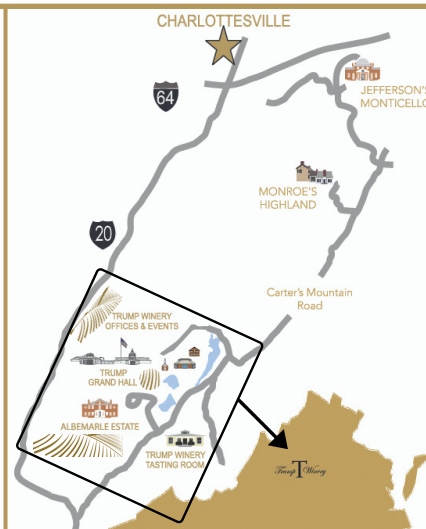 CHARLOTTESVILLE
64
JEFFERSON'S
MONTICELLO
MONROE'S
HIGHLAND
20
Carter's Mountain
Road
TRUMP WINERY
OFFICES & EVENTS
TRUMP
GRAND HALL
ALBEMARLE ESTATE
TRUMP WINERY
TASTING ROOM
Trump T Winery